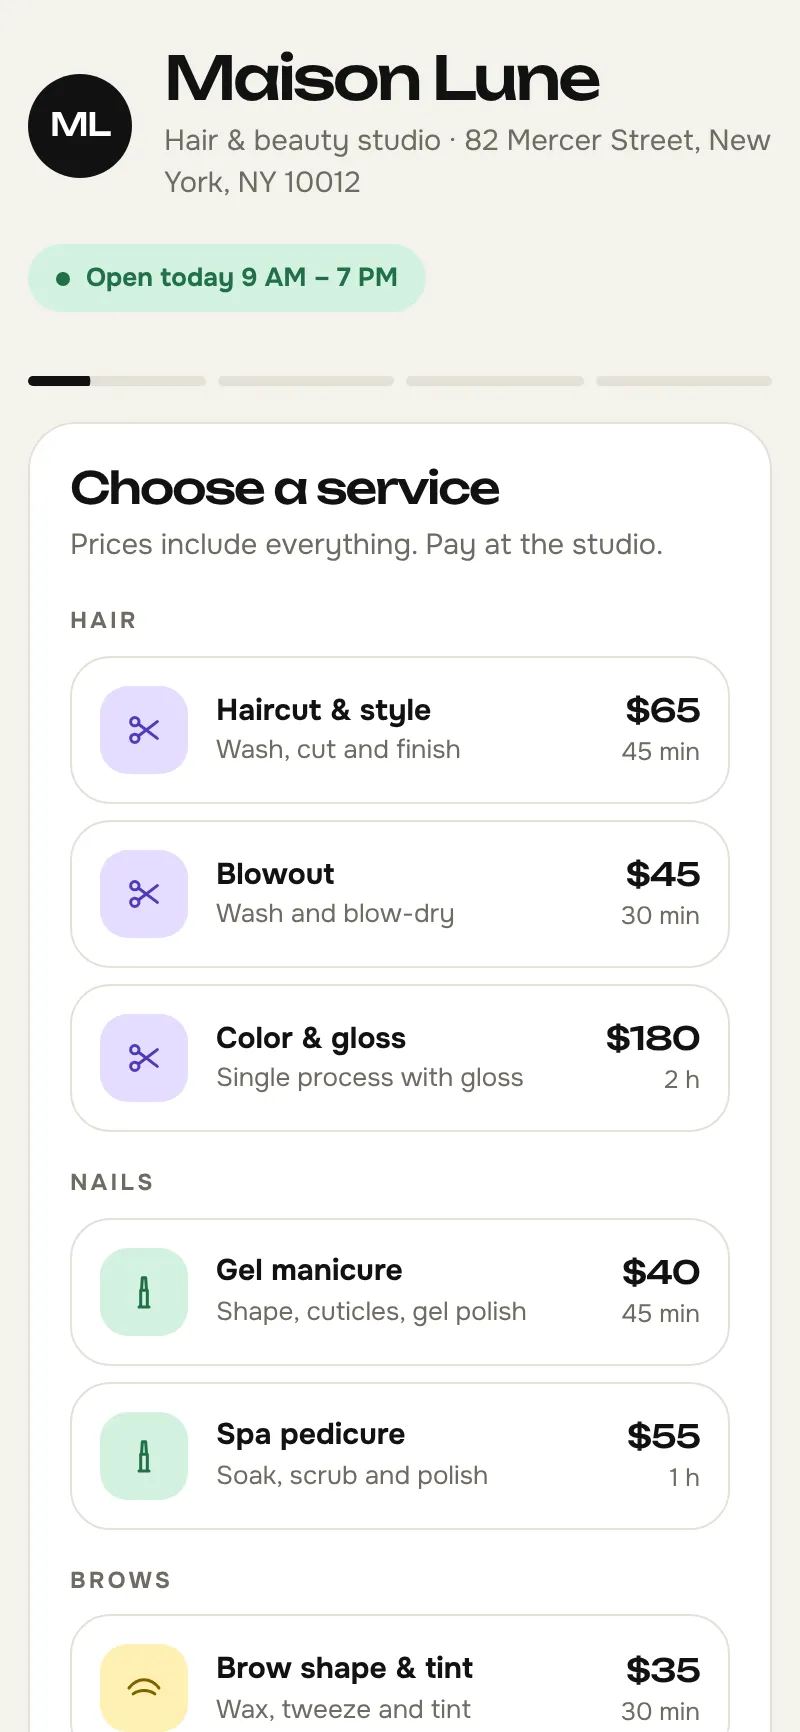 ML
Maison Lune
Hair & beauty studio · 82 Mercer Street, New
York, NY 10012
Open today 9 AM – 7 PM
Choose a service
Prices include everything. Pay at the studio.
HAIR
Haircut & style
Wash, cut and finish
$65
45 min
Blowout
Wash and blow-dry
$45
30 min
Color & gloss
Single process with gloss
$180
2 h
NAILS
Gel manicure
Shape, cuticles, gel polish
$40
45 min
Spa pedicure
Soak, scrub and polish
$55
1 h
BROWS
Brow shape & tint
Wax, tweeze and tint
$35
30 min